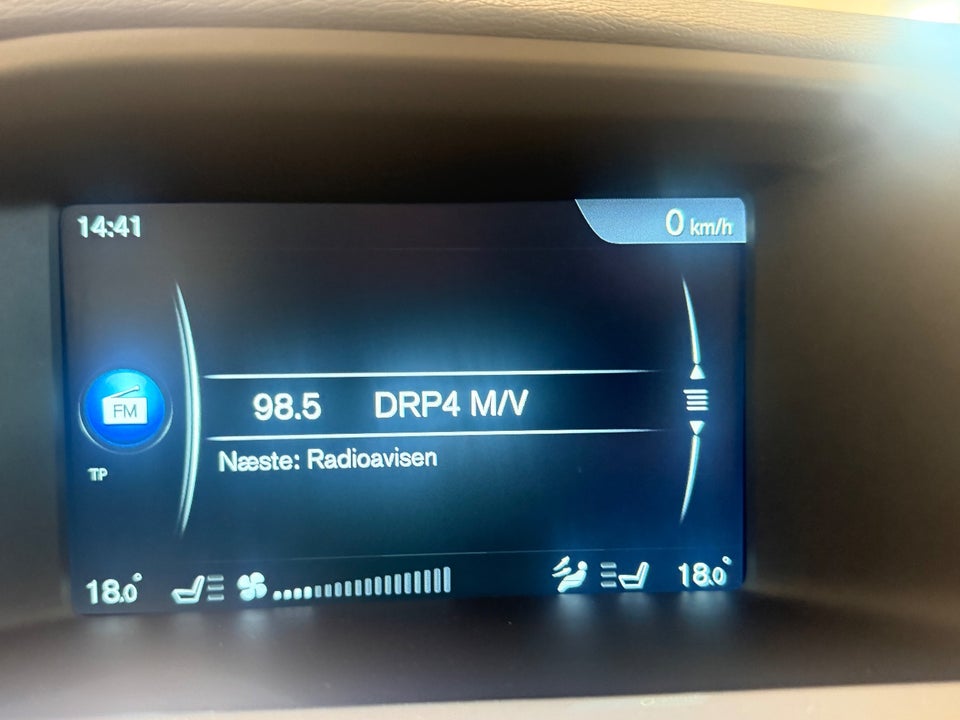 14:41
0 km/h
FM
98.5 DRP4 M/V
TP
Næste: Radioavisen
18.0° 18.0°